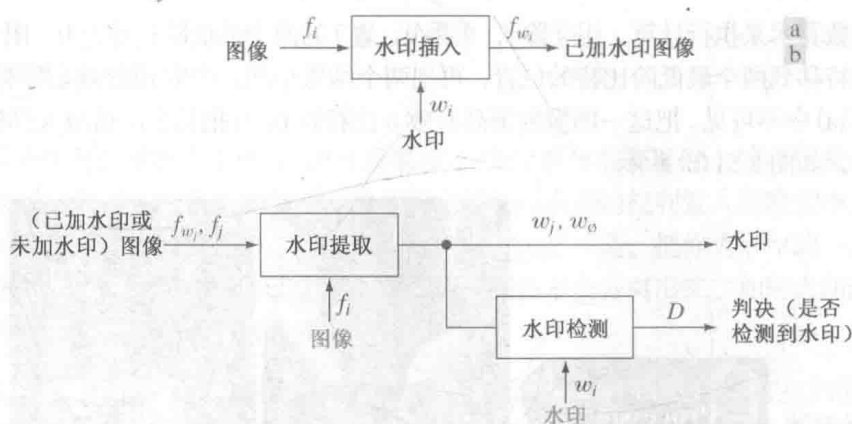 f_i
f_{w_i}
a
图像
水印插入
已加水印图像
b
w_i
水印
（已加水印或
未加水印）图像
f_{w_j}, f_j
水印提取
w_j, w_∅
水印
f_i
图像
水印检测
D
判决（是否
检测到水印）
w_i
水印